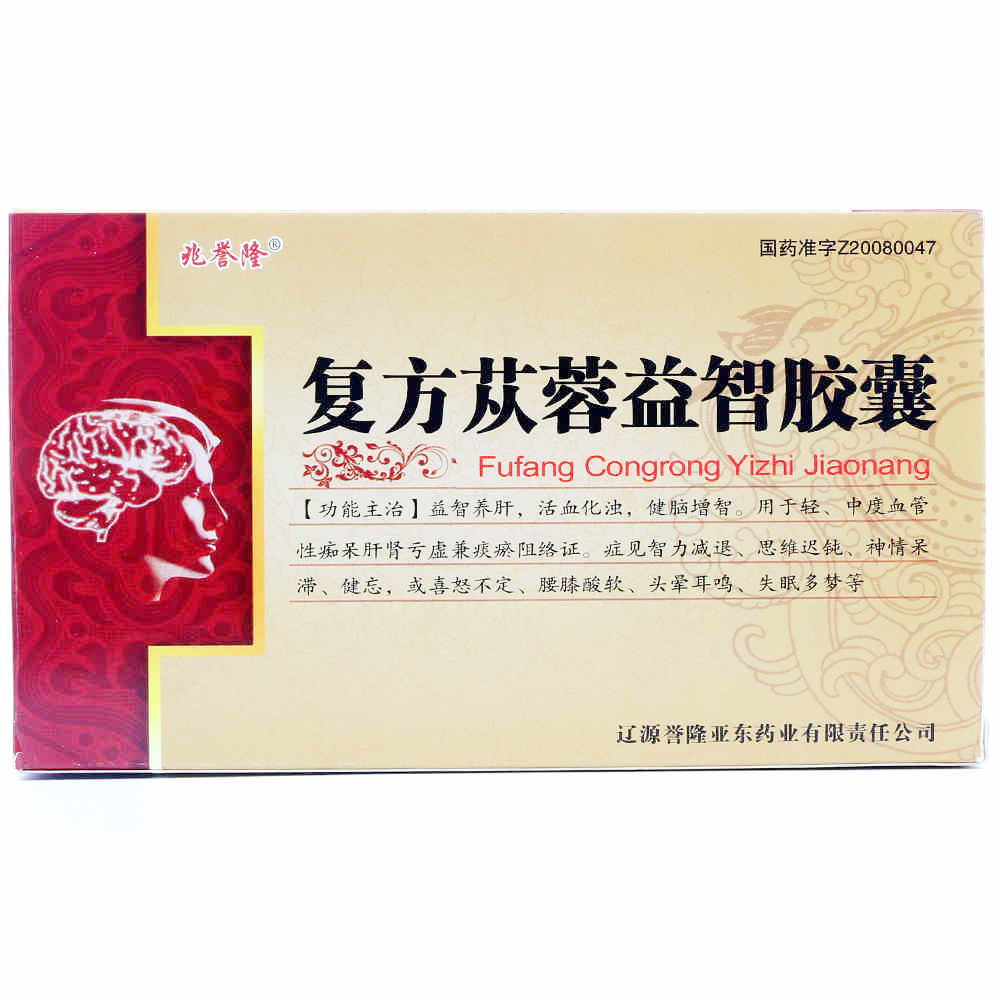 兆誉隆®
国药准字Z20080047
复方苁蓉益智胶囊
Fufang Congrong Yizhi Jiaonang
【功能主治】益智养肝，活血化浊，健脑增智。用于轻、中度血管
性痴呆肝肾亏虚兼痰瘀阻络证。症见智力减退、思维迟钝、神情呆
滞、健忘，或喜怒不定、腰膝酸软、头晕耳鸣、失眠多梦等
辽源誉隆亚东药业有限责任公司